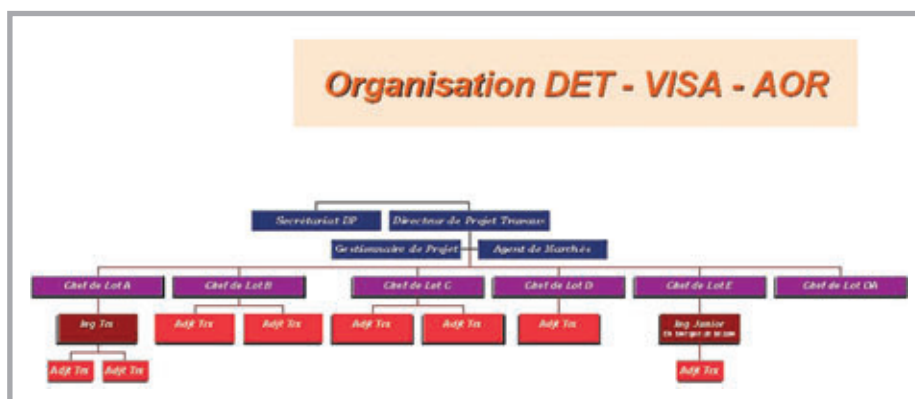 Organisation DET - VISA - AOR
Secrétariat DP
Directeur de Projet Travaux
Gestionnaire de Projet
Agent de Marchés
Chef de Lot A
Chef de Lot B
Chef de Lot C
Chef de Lot D
Chef de Lot E
Chef de Lot OA
Ing Trx
Adjt Trx
Adjt Trx
Adjt Trx
Adjt Trx
Adjt Trx
Ing Junior
Adjt Trx
Adjt Trx
Adjt Trx